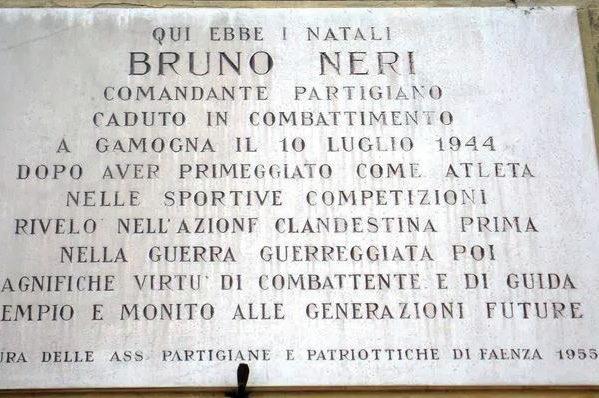 QUI EBBE I NATALI
BRUNO NERI
COMANDANTE PARTIGIANO
CADUTO IN COMBATTIMENTO
A GAMOGNA IL 10 LUGLIO 1944
DOPO AVER PRIMEGGIATO COME ATLETA
NELLE SPORTIVE COMPETIZIONI
RIVELO' NELL'AZIONE CLANDESTINA PRIMA
NELLA GUERRA GUERREGGIATA POI
AGNIFICHE VIRTU' DI COMBATTENTE E DI GUIDA
EMPIO E MONITO ALLE GENERAZIONI FUTURE
URA DELLE ASS. PARTIGIANE E PATRIOTTICHE DI FAENZA 1955